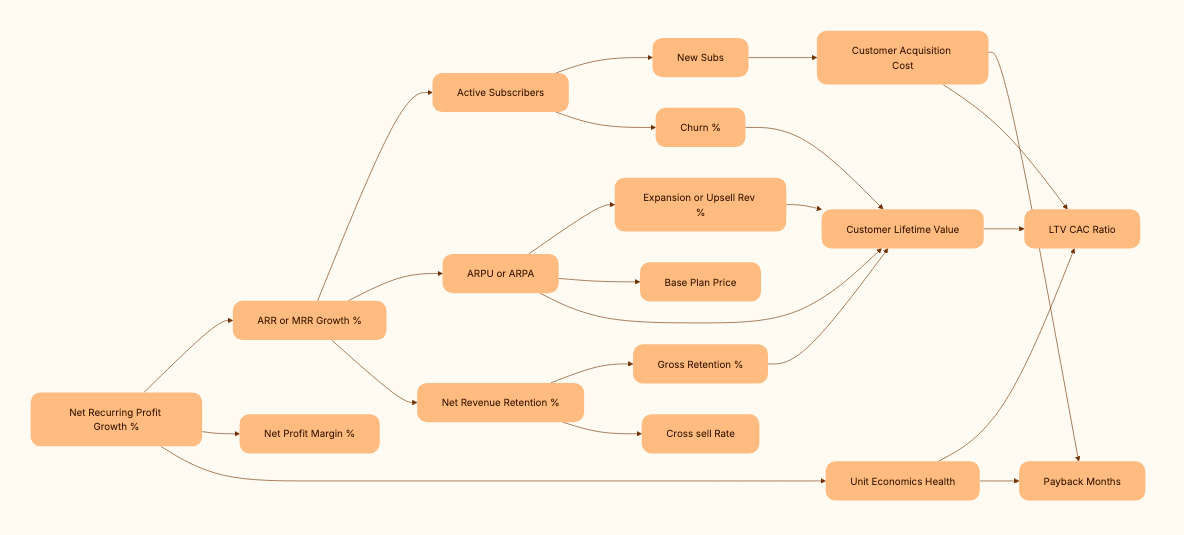 New Subs
Customer Acquisition
Cost
Active Subscribers
Churn %
Expansion or Upsell Rev
%
Customer Lifetime Value
LTV CAC Ratio
ARPU or ARPA
Base Plan Price
ARR or MRR Growth %
Gross Retention %
Net Revenue Retention %
Net Recurring Profit
Growth %
Net Profit Margin %
Cross sell Rate
Unit Economics Health
Payback Months